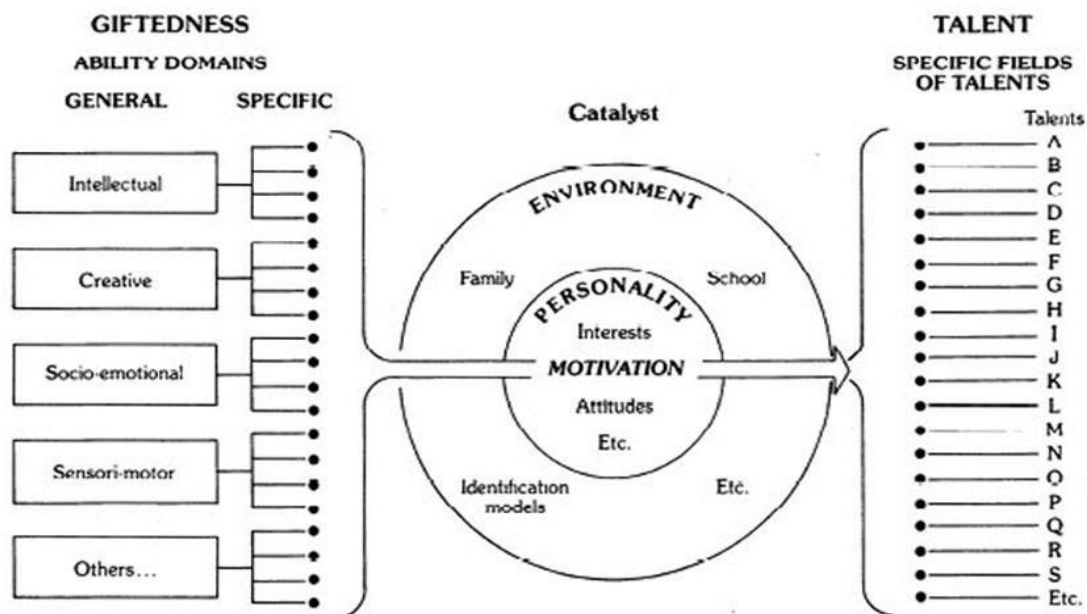 GIFTEDNESS
ABILITY DOMAINS
GENERAL
SPECIFIC
Intellectual
Creative
Socio-emotional
Sensori-motor
Others...
Catalyst
ENVIRONMENT
Family
School
PERSONALITY
Interests
MOTIVATION
Attitudes
Etc.
Identification
models
Etc.
TALENT
SPECIFIC FIELDS
OF TALENTS
Talents
A
B
C
D
E
F
G
H
I
J
K
L
M
N
O
P
Q
R
S
Etc.